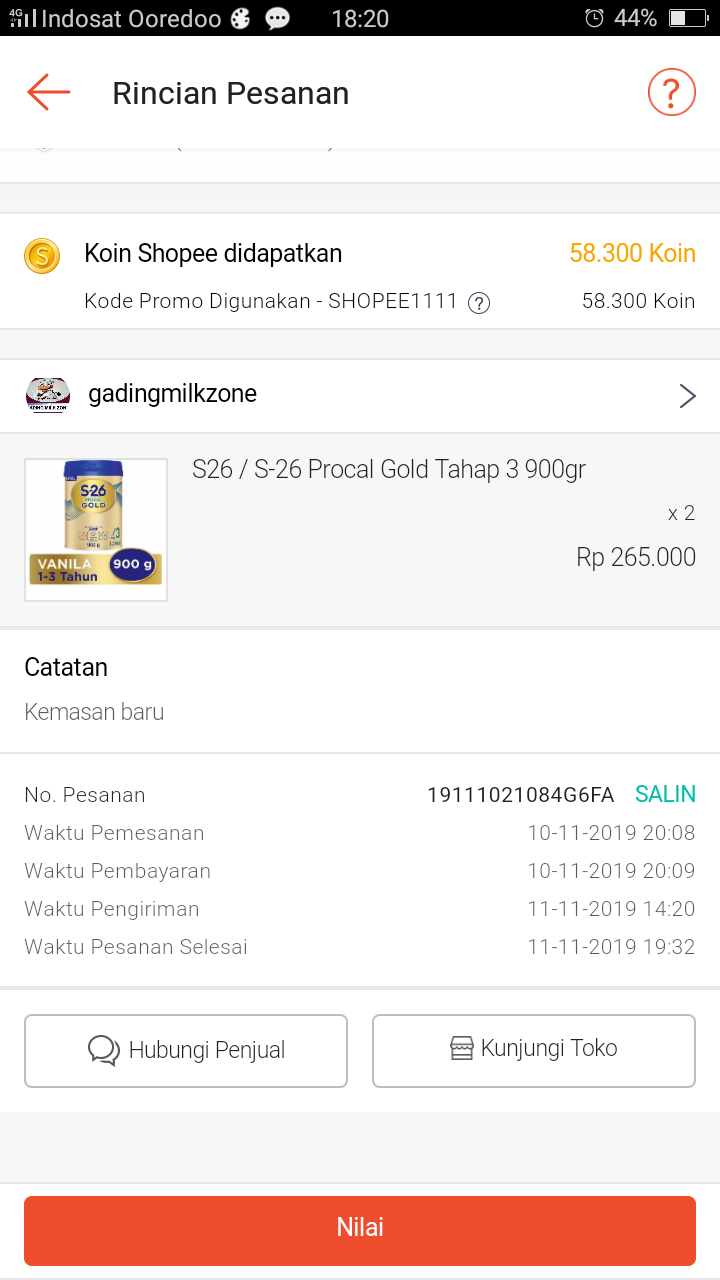 4G Indosat Ooredoo 18:20 44%
Rincian Pesanan ?
Koin Shopee didapatkan 58.300 Koin
Kode Promo Digunakan - SHOPEE1111 ? 58.300 Koin
gadingmilkzone
S26 / S-26 Procal Gold Tahap 3 900gr
x 2
Rp 265.000
S-26
PROCAL
GOLD
3
900 g
VANILA
1-3 Tahun
900 g
Catatan
Kemasan baru
No. Pesanan 19111021084G6FA SALIN
Waktu Pemesanan 10-11-2019 20:08
Waktu Pembayaran 10-11-2019 20:09
Waktu Pengiriman 11-11-2019 14:20
Waktu Pesanan Selesai 11-11-2019 19:32
Hubungi Penjual Kunjungi Toko
Nilai